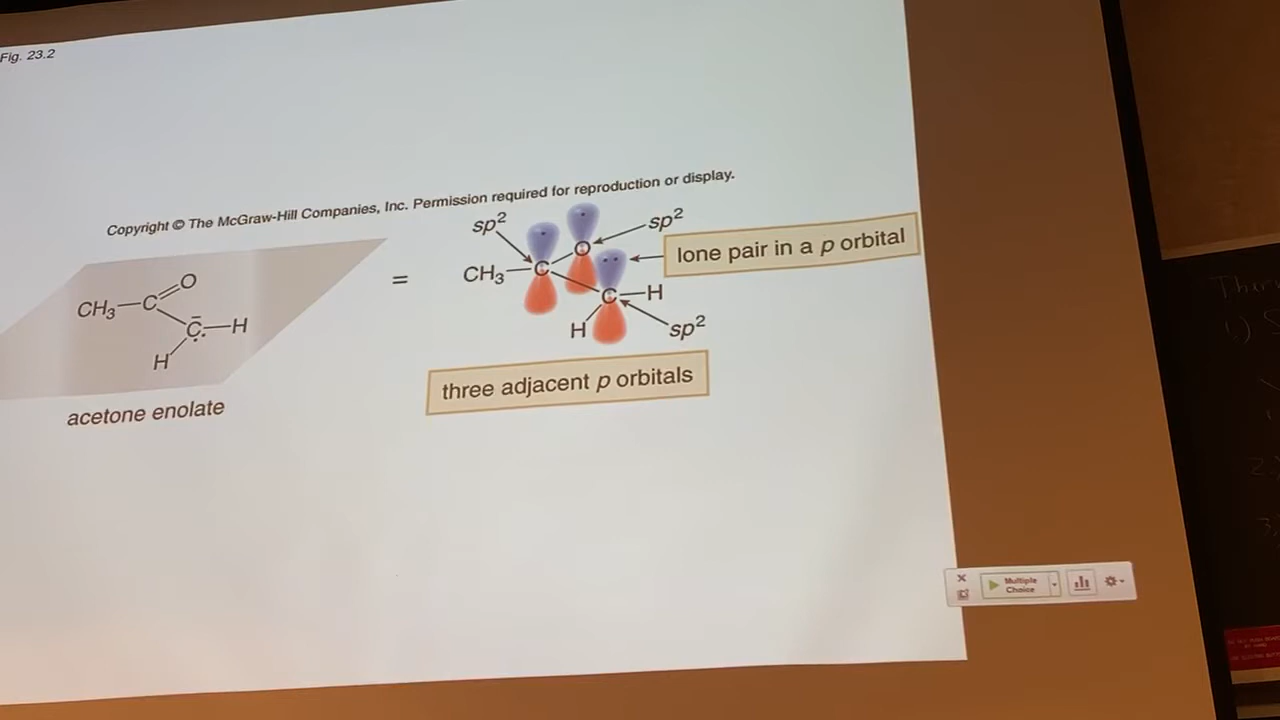 Fig. 23.2
Copyright © The McGraw-Hill Companies, Inc. Permission required for reproduction or display.
CH3—C=O
C̄:—H
H
acetone enolate
=
sp2
sp2
lone pair in a p orbital
CH3—C
O
C—H
H
sp2
three adjacent p orbitals
Multiple
Choice
1.)